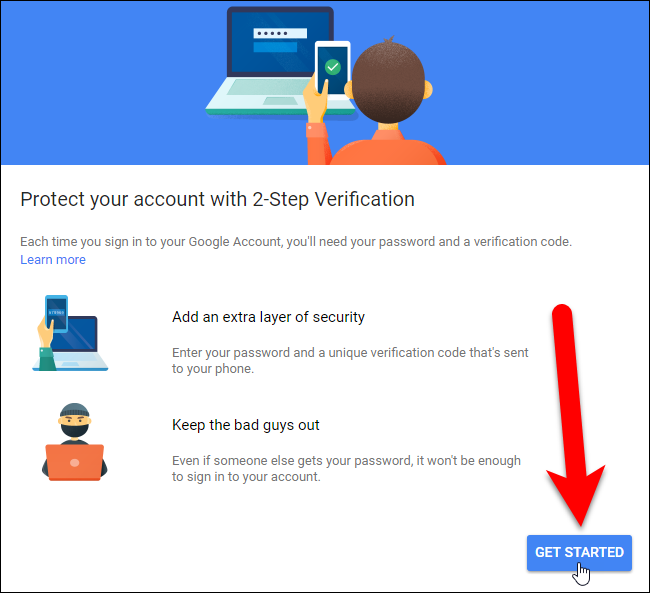 Protect your account with 2-Step Verification
Each time you sign in to your Google Account, you'll need your password and a verification code.
Learn more
Add an extra layer of security
Enter your password and a unique verification code that's sent
to your phone.
Keep the bad guys out
Even if someone else gets your password, it won't be enough
to sign in to your account.
GET STARTED